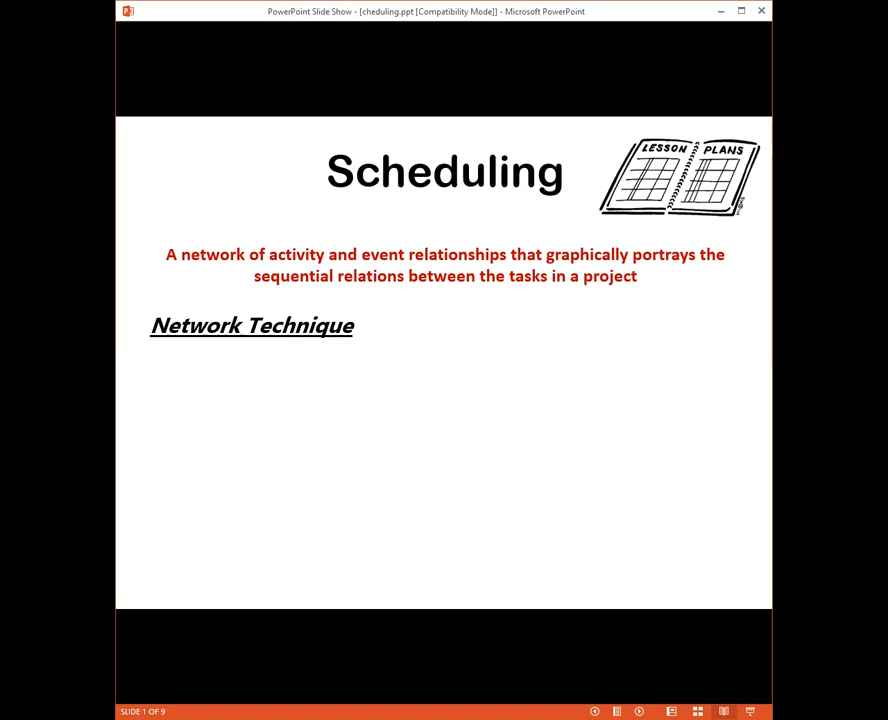 PowerPoint Slide Show - [cheduling.ppt [Compatibility Mode]] - Microsoft PowerPoint
Scheduling
LESSON PLANS
A network of activity and event relationships that graphically portrays the
sequential relations between the tasks in a project
Network Technique
SLIDE 1 OF 9